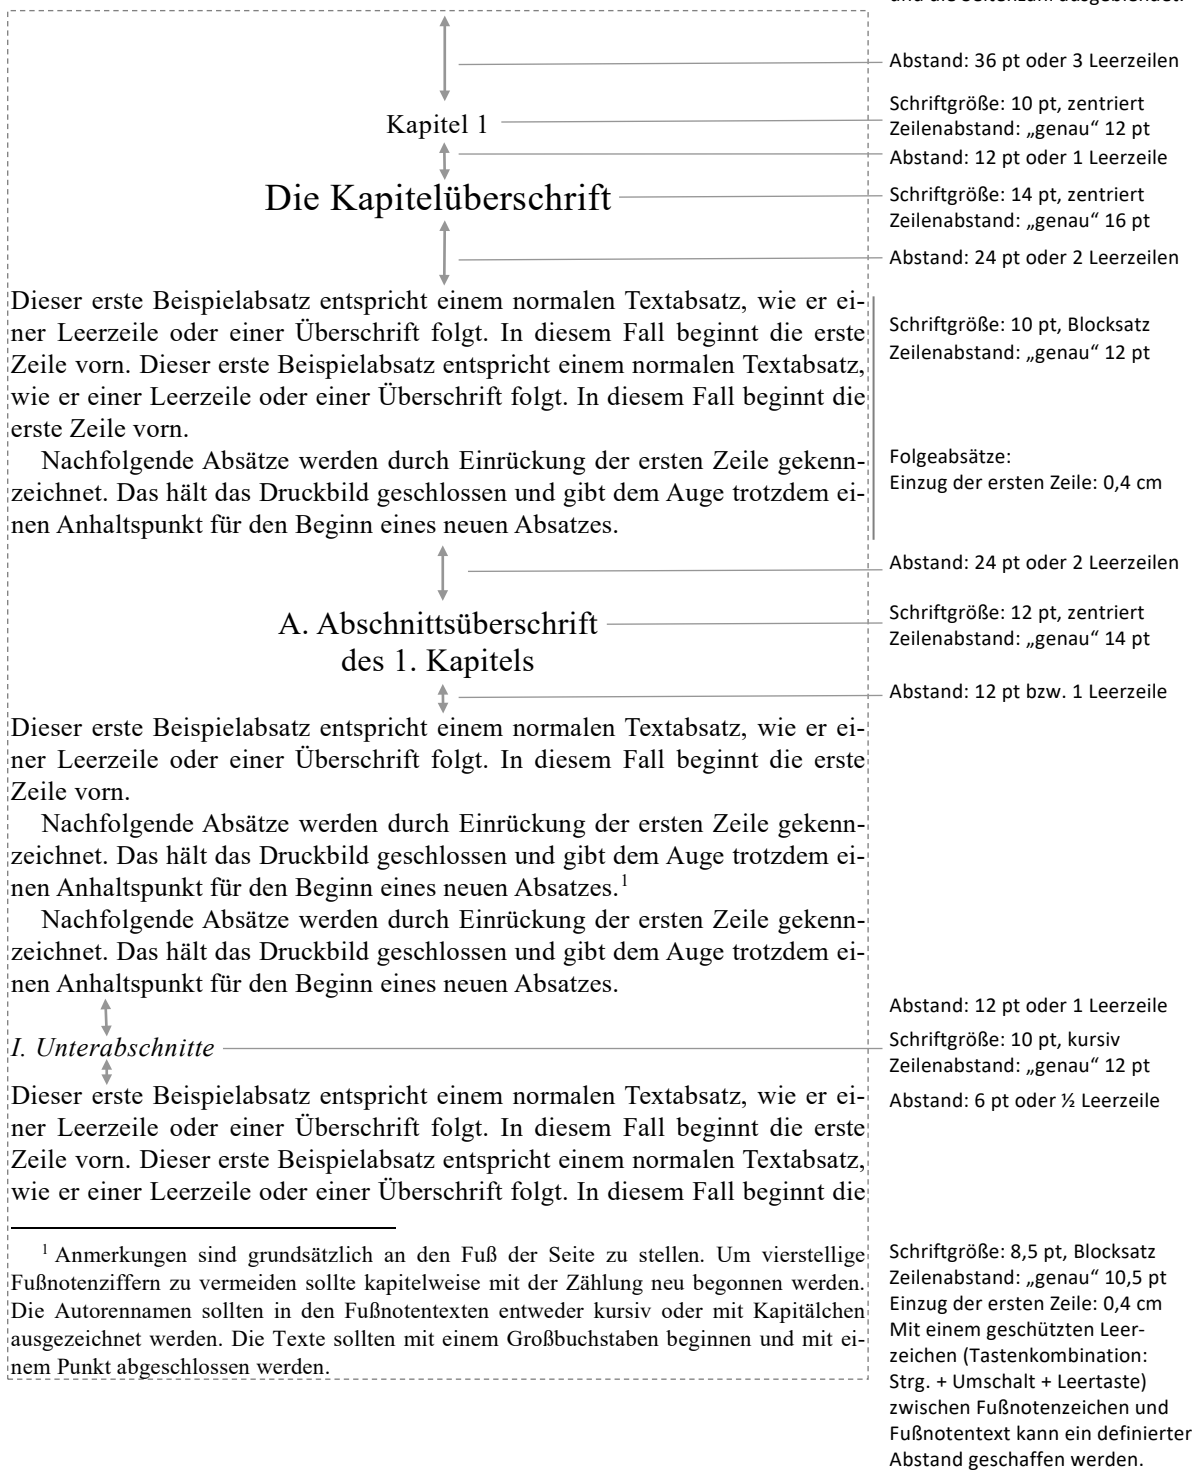 Abstand: 36 pt oder 3 Leerzeilen
Kapitel 1
Schriftgröße: 10 pt, zentriert
Zeilenabstand: „genau“ 12 pt
Abstand: 12 pt oder 1 Leerzeile
Die Kapitelüberschrift
Schriftgröße: 14 pt, zentriert
Zeilenabstand: „genau“ 16 pt
Abstand: 24 pt oder 2 Leerzeilen
Dieser erste Beispielabsatz entspricht einem normalen Textabsatz, wie er ei-
ner Leerzeile oder einer Überschrift folgt. In diesem Fall beginnt die erste
Zeile vorn. Dieser erste Beispielabsatz entspricht einem normalen Textabsatz,
wie er einer Leerzeile oder einer Überschrift folgt. In diesem Fall beginnt die
erste Zeile vorn.
Schriftgröße: 10 pt, Blocksatz
Zeilenabstand: „genau“ 12 pt
Nachfolgende Absätze werden durch Einrückung der ersten Zeile gekenn-
zeichnet. Das hält das Druckbild geschlossen und gibt dem Auge trotzdem ei-
nen Anhaltspunkt für den Beginn eines neuen Absatzes.
Folgeabsätze:
Einzug der ersten Zeile: 0,4 cm
Abstand: 24 pt oder 2 Leerzeilen
A. Abschnittsüberschrift
des 1. Kapitels
Schriftgröße: 12 pt, zentriert
Zeilenabstand: „genau“ 14 pt
Abstand: 12 pt bzw. 1 Leerzeile
Dieser erste Beispielabsatz entspricht einem normalen Textabsatz, wie er ei-
ner Leerzeile oder einer Überschrift folgt. In diesem Fall beginnt die erste
Zeile vorn.
Nachfolgende Absätze werden durch Einrückung der ersten Zeile gekenn-
zeichnet. Das hält das Druckbild geschlossen und gibt dem Auge trotzdem ei-
nen Anhaltspunkt für den Beginn eines neuen Absatzes.¹
Nachfolgende Absätze werden durch Einrückung der ersten Zeile gekenn-
zeichnet. Das hält das Druckbild geschlossen und gibt dem Auge trotzdem ei-
nen Anhaltspunkt für den Beginn eines neuen Absatzes.
Abstand: 12 pt oder 1 Leerzeile
I. Unterabschnitte
Schriftgröße: 10 pt, kursiv
Zeilenabstand: „genau“ 12 pt
Abstand: 6 pt oder ½ Leerzeile
Dieser erste Beispielabsatz entspricht einem normalen Textabsatz, wie er ei-
ner Leerzeile oder einer Überschrift folgt. In diesem Fall beginnt die erste
Zeile vorn. Dieser erste Beispielabsatz entspricht einem normalen Textabsatz,
wie er einer Leerzeile oder einer Überschrift folgt. In diesem Fall beginnt die
¹ Anmerkungen sind grundsätzlich an den Fuß der Seite zu stellen. Um vierstellige
Fußnotenziffern zu vermeiden sollte kapitelweise mit der Zählung neu begonnen werden.
Die Autorennamen sollten in den Fußnotentexten entweder kursiv oder mit Kapitälchen
ausgezeichnet werden. Die Texte sollten mit einem Großbuchstaben beginnen und mit ei-
nem Punkt abgeschlossen werden.
Schriftgröße: 8,5 pt, Blocksatz
Zeilenabstand: „genau“ 10,5 pt
Einzug der ersten Zeile: 0,4 cm
Mit einem geschützten Leer-
zeichen (Tastenkombination:
Strg. + Umschalt + Leertaste)
zwischen Fußnotenzeichen und
Fußnotentext kann ein definierter
Abstand geschaffen werden.